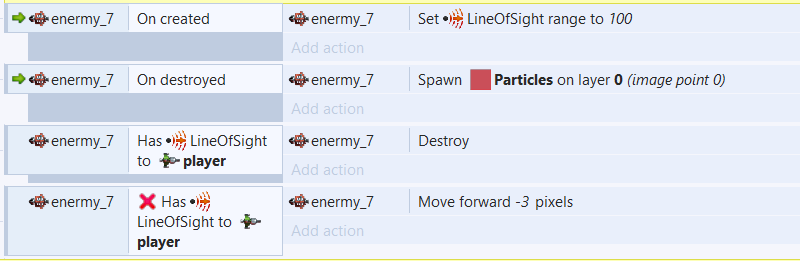 enermy_7 On created enermy_7 Set LineOfSight range to 100
Add action
enermy_7 On destroyed enermy_7 Spawn Particles on layer 0 (image point 0)
Add action
enermy_7 Has LineOfSight enermy_7 Destroy
to player
Add action
enermy_7 Has enermy_7 Move forward -3 pixels
LineOfSight to
player
Add action